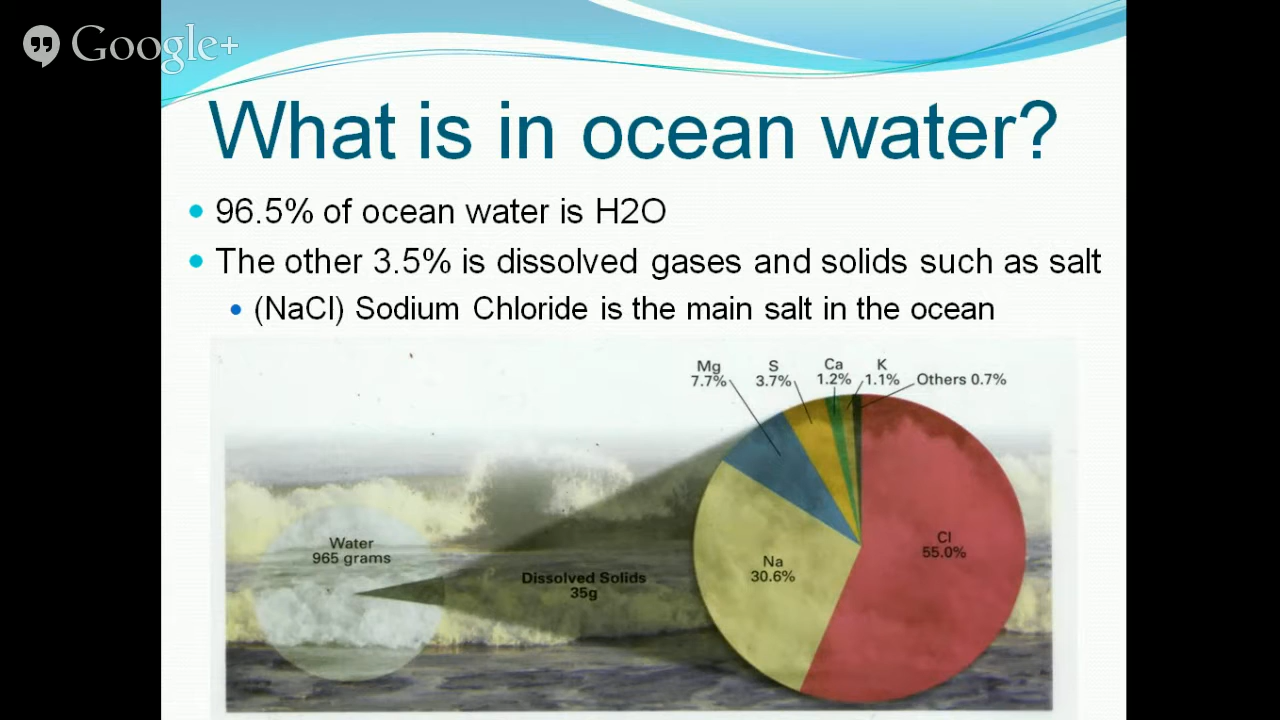 Google+
What is in ocean water?
96.5% of ocean water is H2O
The other 3.5% is dissolved gases and solids such as salt
(NaCl) Sodium Chloride is the main salt in the ocean
Mg
7.7%
S
3.7%
Ca
1.2%
K
1.1%
Others 0.7%
Water
965 grams
Dissolved Solids
35g
Na
30.6%
Cl
55.0%